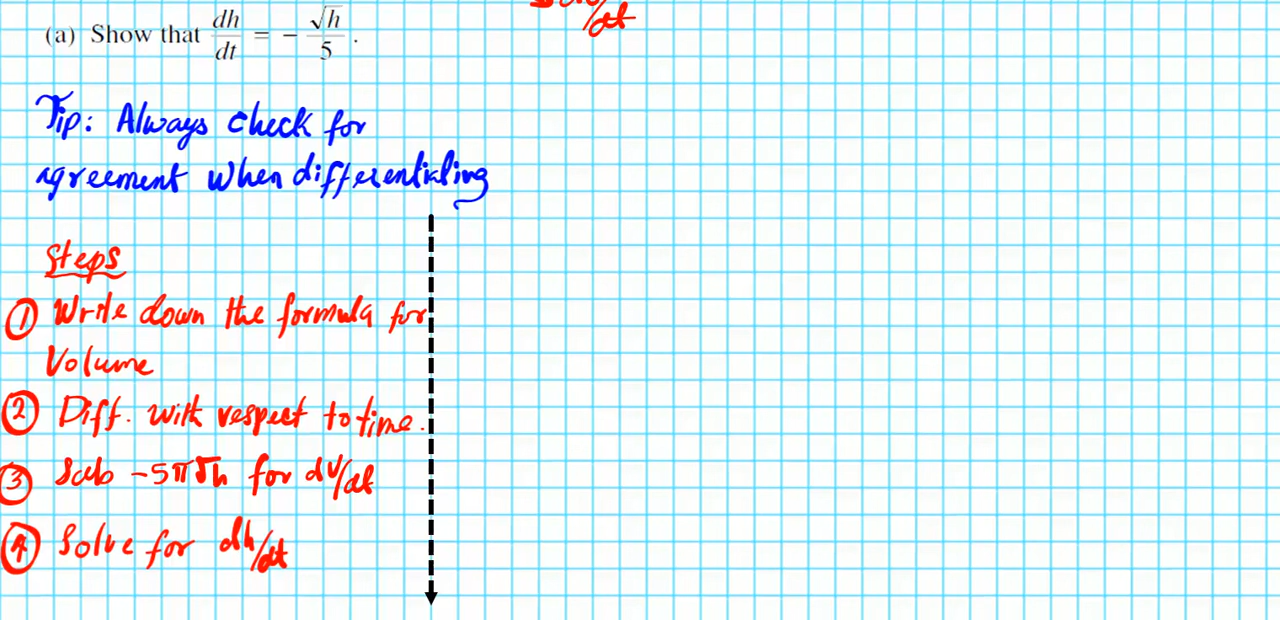 (a) Show that dh/dt = - √h/5 .
Tip: Always check for
agreement when differentiating
Steps
① Write down the formula for
Volume
② Diff. with respect to time.
③ Sub -5π√h for dV/dt
④ Solve for dh/dt